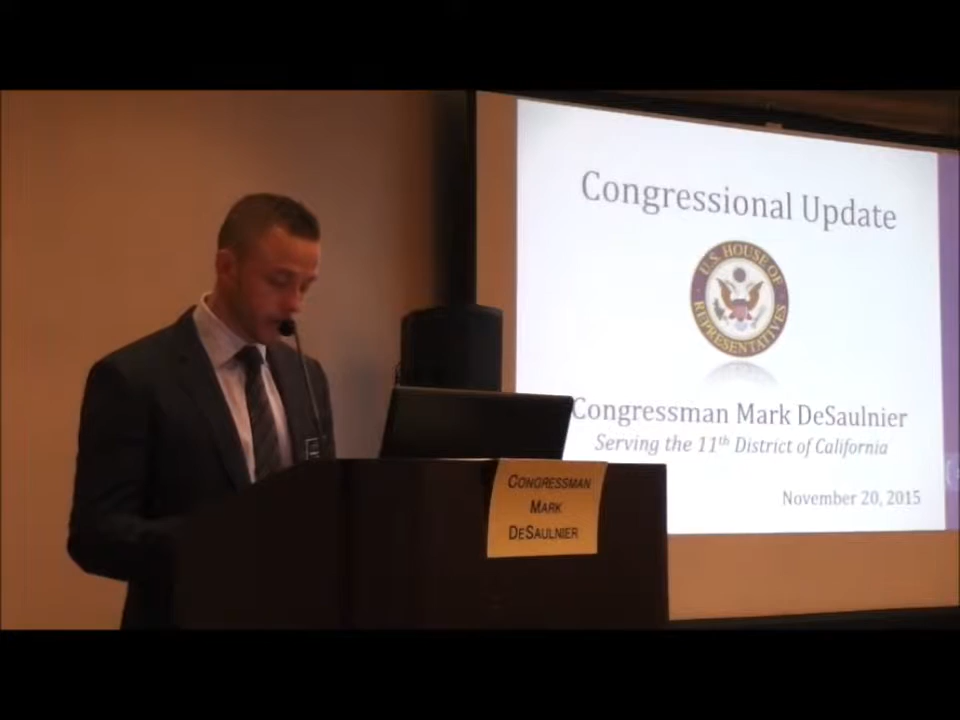 Congressional Update
U.S. HOUSE OF
REPRESENTATIVES
Congressman Mark DeSaulnier
Serving the 11th District of California
November 20, 2015
CONGRESSMAN
MARK
DESAULNIER